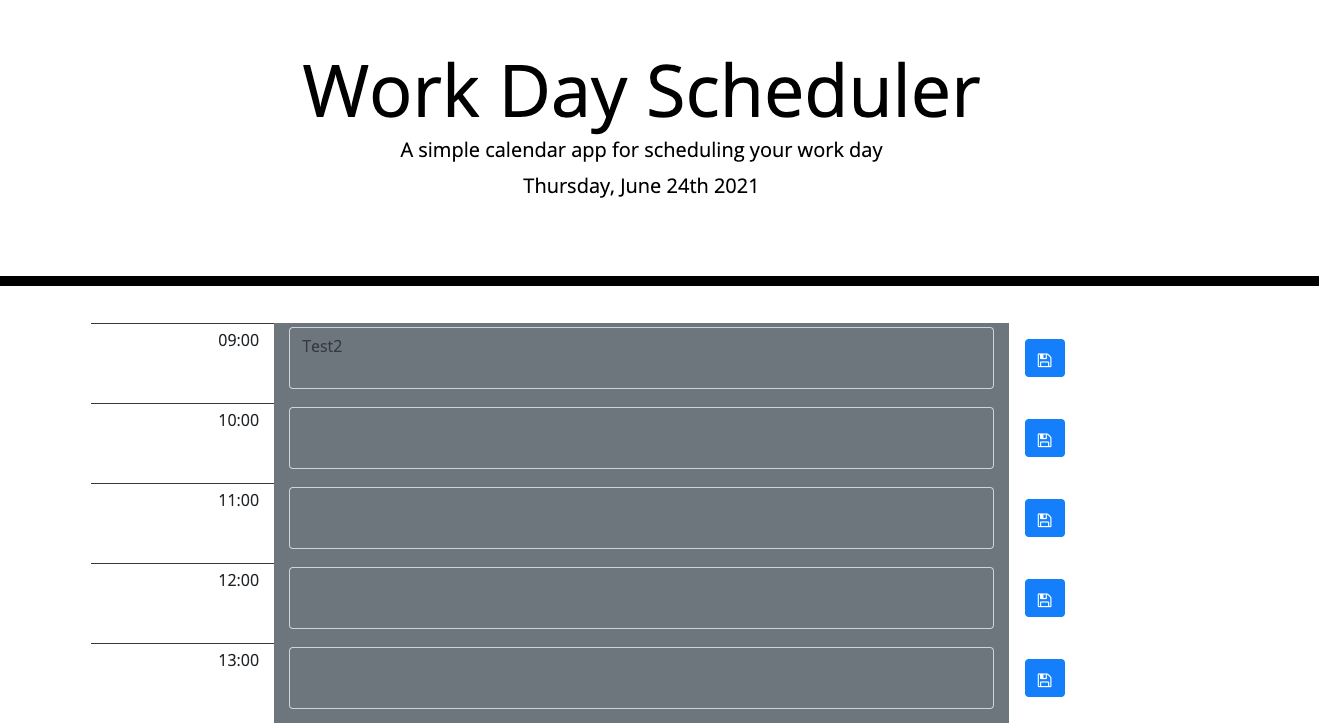 Work Day Scheduler
A simple calendar app for scheduling your work day
Thursday, June 24th 2021
09:00
Test2
10:00
11:00
12:00
13:00